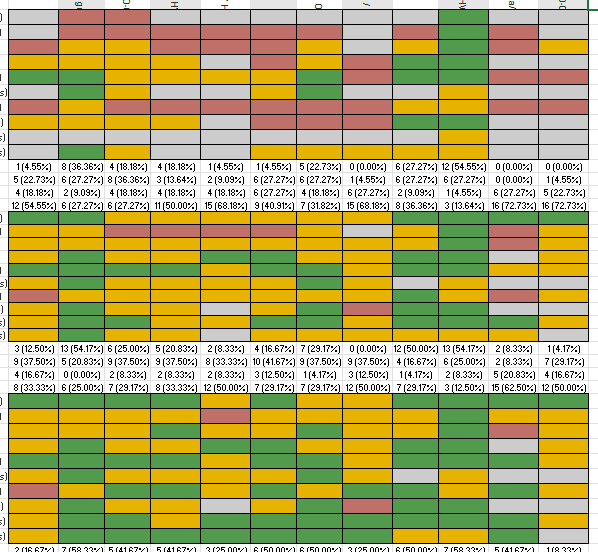 1 (4.55%) 8 (36.36%) 4 (18.18%) 4 (18.18%) 1 (4.55%) 1 (4.55%) 5 (22.73%) 0 (0.00%) 6 (27.27%) 12 (54.55%) 0 (0.00%) 0 (0.00%)
5 (22.73%) 6 (27.27%) 8 (36.36%) 3 (13.64%) 2 (9.09%) 6 (27.27%) 6 (27.27%) 1 (4.55%) 6 (27.27%) 6 (27.27%) 0 (0.00%) 1 (4.55%)
4 (18.18%) 2 (9.09%) 4 (18.18%) 4 (18.18%) 4 (18.18%) 6 (27.27%) 4 (18.18%) 5 (22.73%) 2 (9.09%) 1 (4.55%) 6 (27.27%) 5 (22.73%)
12 (54.55%) 6 (27.27%) 6 (27.27%) 11 (50.00%) 15 (68.18%) 9 (40.91%) 7 (31.82%) 15 (68.18%) 8 (36.36%) 3 (13.64%) 16 (72.73%) 16 (72.73%)
3 (12.50%) 13 (54.17%) 6 (25.00%) 5 (20.83%) 2 (8.33%) 4 (16.67%) 7 (29.17%) 0 (0.00%) 12 (50.00%) 13 (54.17%) 2 (8.33%) 1 (4.17%)
9 (37.50%) 5 (20.83%) 9 (37.50%) 9 (37.50%) 8 (33.33%) 10 (41.67%) 9 (37.50%) 9 (37.50%) 4 (16.67%) 6 (25.00%) 2 (8.33%) 7 (29.17%)
4 (16.67%) 0 (0.00%) 2 (8.33%) 2 (8.33%) 2 (8.33%) 3 (12.50%) 1 (4.17%) 3 (12.50%) 1 (4.17%) 2 (8.33%) 5 (20.83%) 4 (16.67%)
8 (33.33%) 6 (25.00%) 7 (29.17%) 8 (33.33%) 12 (50.00%) 7 (29.17%) 7 (29.17%) 12 (50.00%) 7 (29.17%) 3 (12.50%) 15 (62.50%) 12 (50.00%)
2 (16.67%) 7 (58.33%) 5 (41.67%) 5 (41.67%) 3 (25.00%) 6 (50.00%) 6 (50.00%) 3 (25.00%) 6 (50.00%) 7 (58.33%) 5 (41.67%) 1 (8.33%)